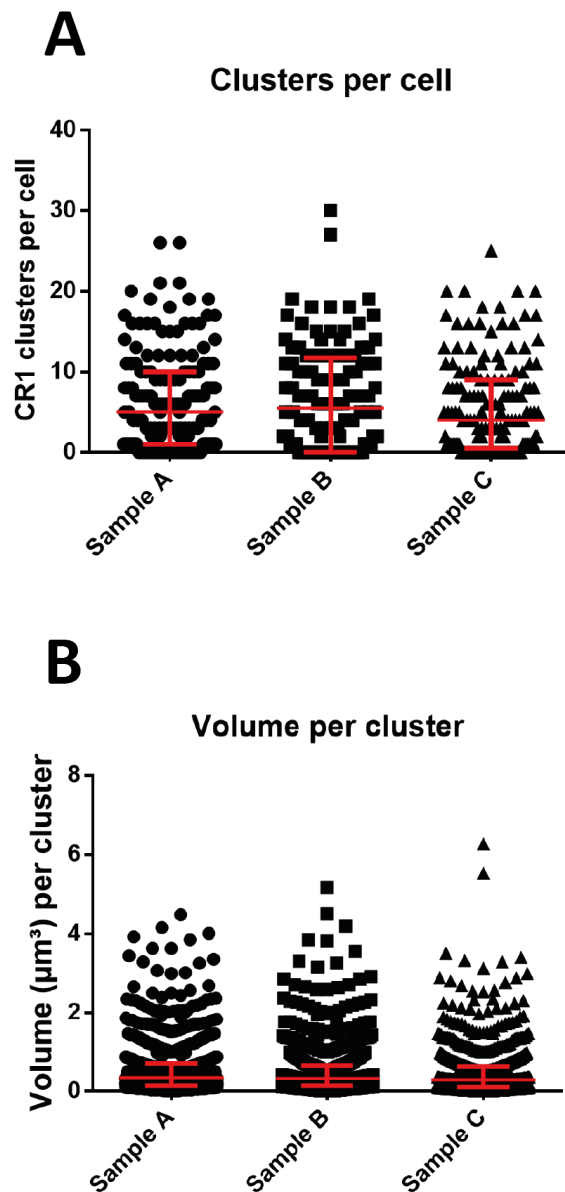 A
Clusters per cell
CR1 clusters per cell
40
30
20
10
0
Sample A
Sample B
Sample C
B
Volume per cluster
Volume (µm³) per cluster
8
6
4
2
0
Sample A
Sample B
Sample C